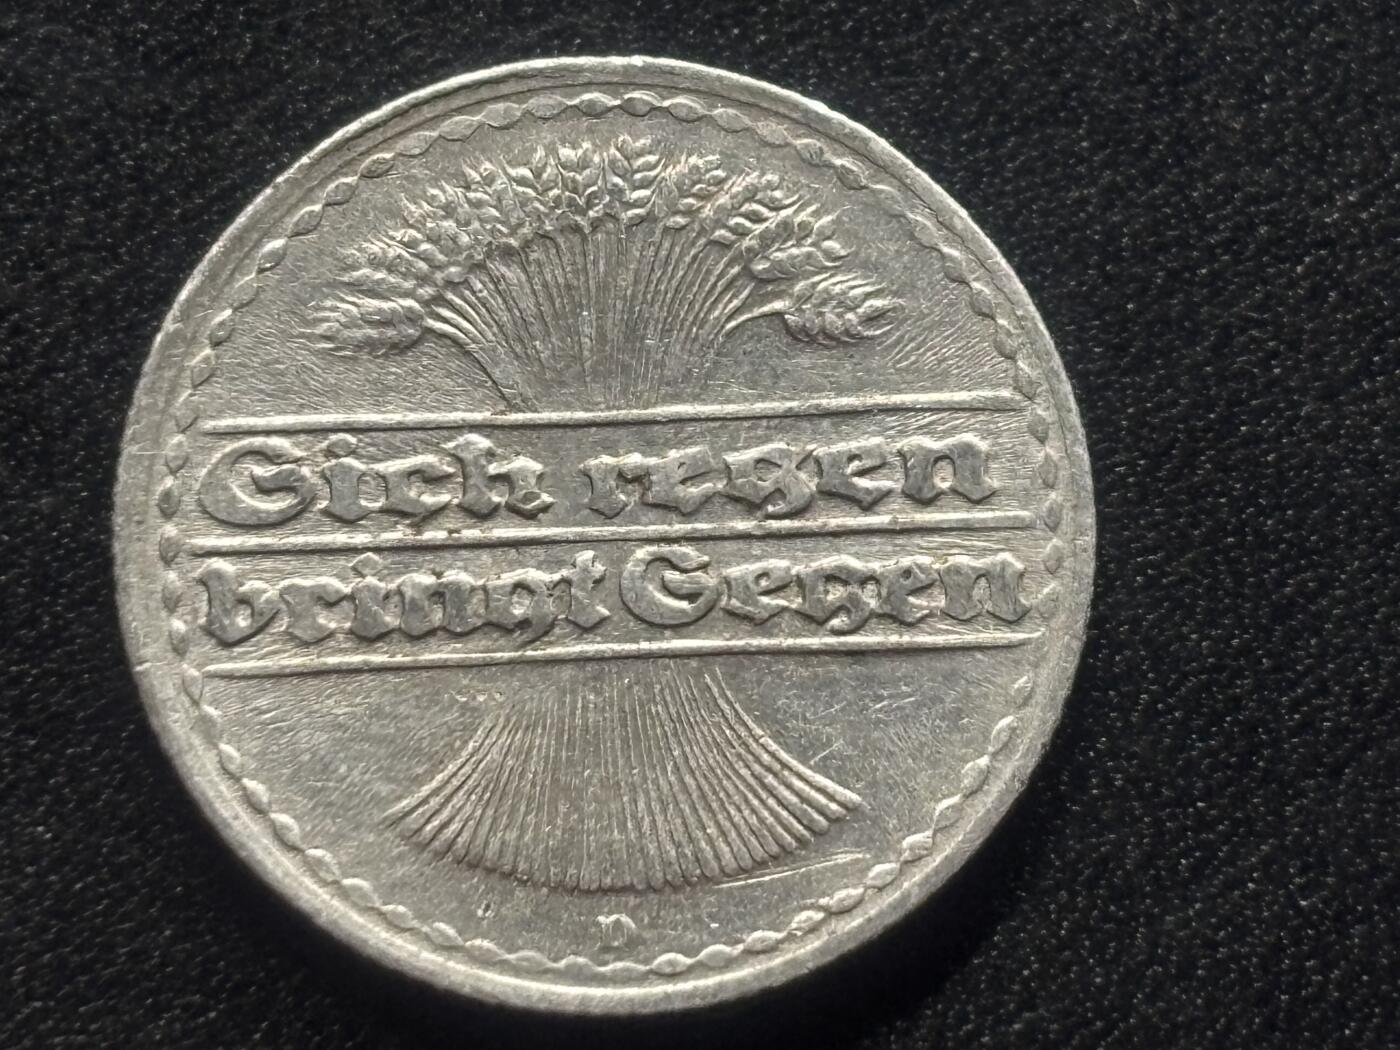 Sich regen
bringt Segen
D